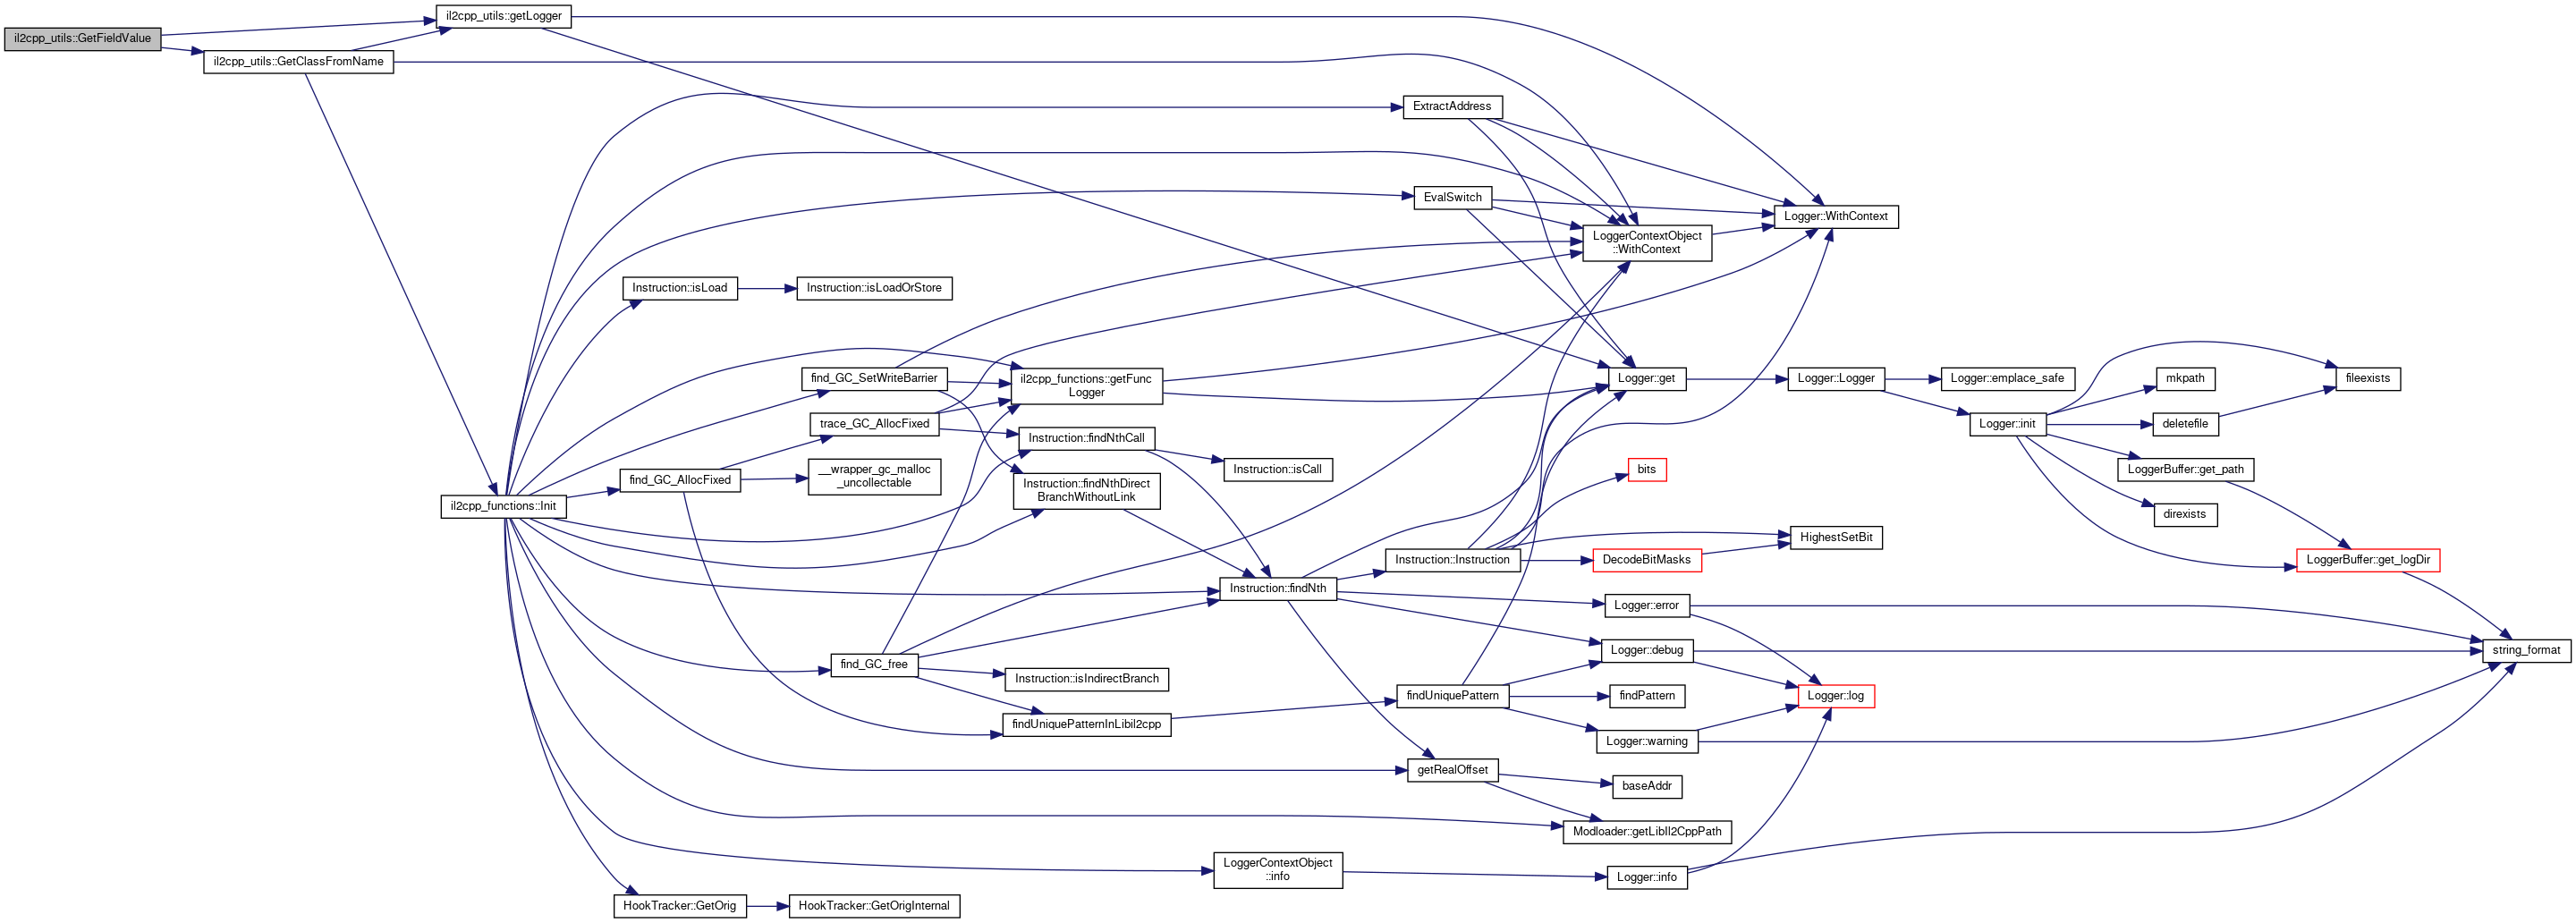 il2cpp_utils::GetFieldValue
il2cpp_utils::getLogger
il2cpp_utils::GetClassFromName
il2cpp_functions::Init
ExtractAddress
EvalSwitch
Logger::WithContext
LoggerContextObject
::WithContext
Instruction::isLoad
Instruction::isLoadOrStore
find_GC_SetWriteBarrier
il2cpp_functions::getFunc
Logger
Logger::get
Logger::Logger
Logger::emplace_safe
mkpath
fileexists
trace_GC_AllocFixed
Logger::init
deletefile
Instruction::findNthCall
Instruction::isCall
find_GC_AllocFixed
__wrapper_gc_malloc
_uncollectable
Instruction::findNthDirect
BranchWithoutLink
bits
LoggerBuffer::get_path
direxists
HighestSetBit
Instruction::Instruction
DecodeBitMasks
LoggerBuffer::get_logDir
Instruction::findNth
Logger::error
Logger::debug
string_format
find_GC_free
Instruction::isIndirectBranch
findUniquePattern
findPattern
Logger::log
findUniquePatternInLibil2cpp
Logger::warning
getRealOffset
baseAddr
Modloader::getLibIl2CppPath
LoggerContextObject
::info
Logger::info
HookTracker::GetOrig
HookTracker::GetOrigInternal